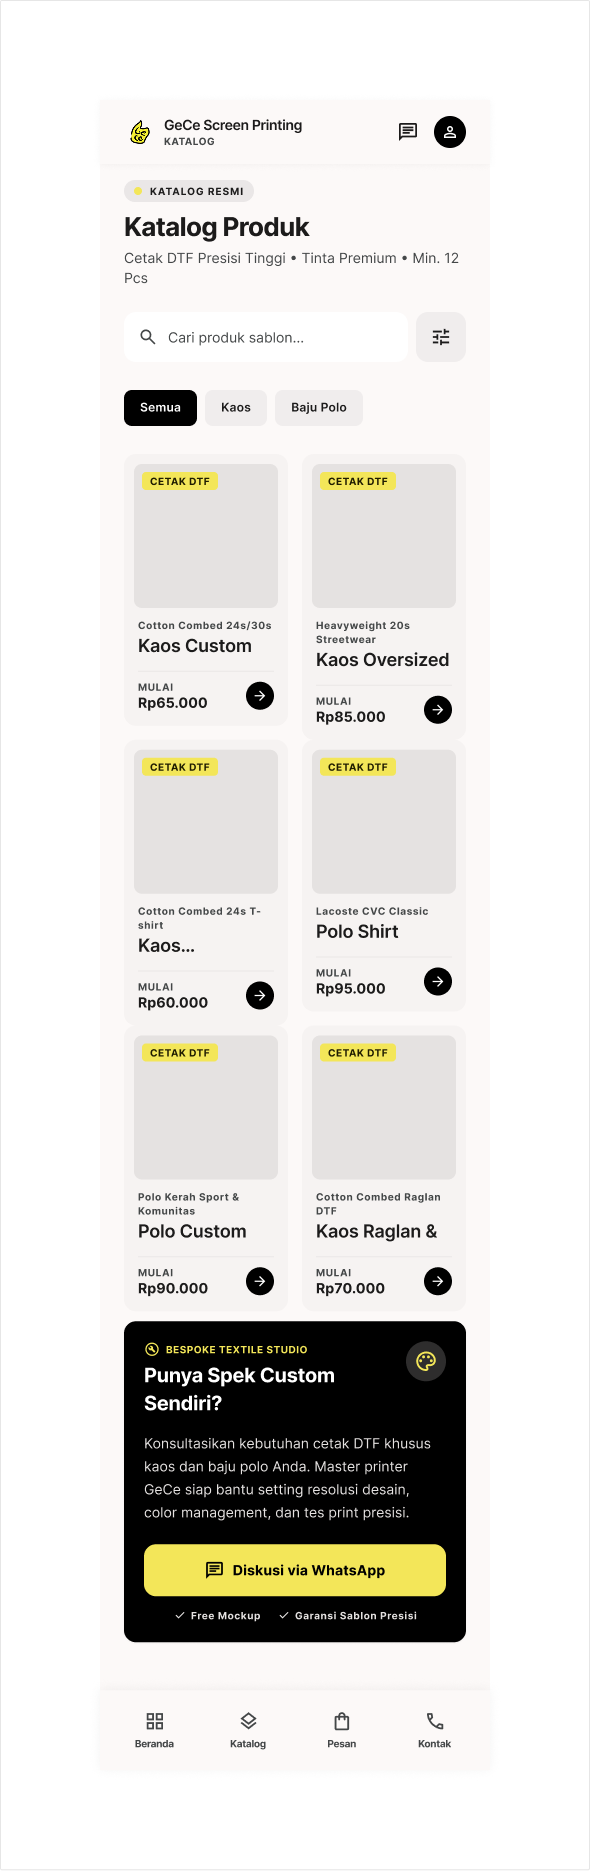 GeCe Screen Printing
KATALOG
KATALOG RESMI
Katalog Produk
Cetak DTF Presisi Tinggi • Tinta Premium • Min. 12
Pcs
Cari produk sablon...
Semua
Kaos
Baju Polo
CETAK DTF
Cotton Combed 24s/30s
Kaos Custom
MULAI
Rp65.000
CETAK DTF
Heavyweight 20s
Streetwear
Kaos Oversized
MULAI
Rp85.000
CETAK DTF
Cotton Combed 24s T-
shirt
Kaos...
MULAI
Rp60.000
CETAK DTF
Lacoste CVC Classic
Polo Shirt
MULAI
Rp95.000
CETAK DTF
Polo Kerah Sport &
Komunitas
Polo Custom
MULAI
Rp90.000
CETAK DTF
Cotton Combed Raglan
DTF
Kaos Raglan &
MULAI
Rp70.000
BESPOKE TEXTILE STUDIO
Punya Spek Custom
Sendiri?
Konsultasikan kebutuhan cetak DTF khusus
kaos dan baju polo Anda. Master printer
GeCe siap bantu setting resolusi desain,
color management, dan tes print presisi.
Diskusi via WhatsApp
Free Mockup
Garansi Sablon Presisi
Beranda
Katalog
Pesan
Kontak